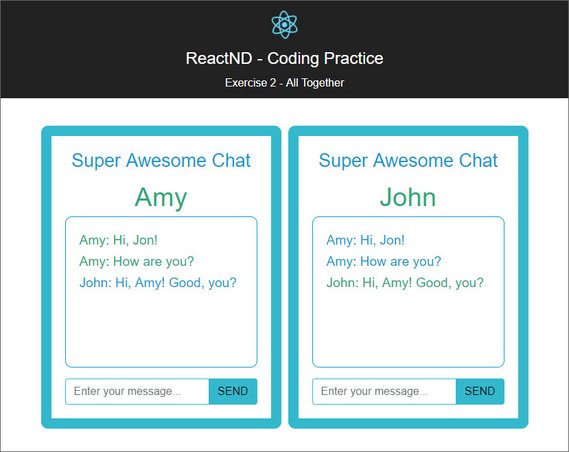 ReactND - Coding Practice
Exercise 2 - All Together
Super Awesome Chat
Amy
Amy: Hi, Jon!
Amy: How are you?
John: Hi, Amy! Good, you?
Enter your message...
SEND
Super Awesome Chat
John
Amy: Hi, Jon!
Amy: How are you?
John: Hi, Amy! Good, you?
Enter your message...
SEND